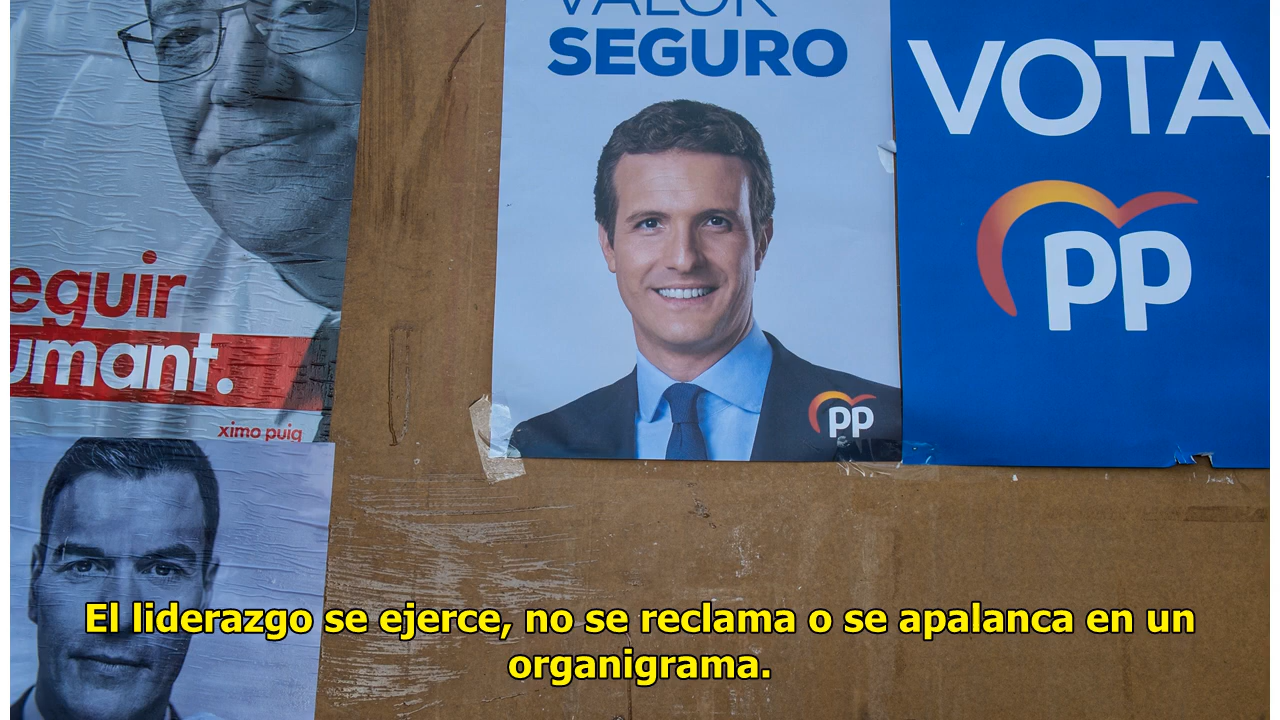 eguir
umant.
ximo puig
VALOR
SEGURO
pp
VOTA
pp
El liderazgo se ejerce, no se reclama o se apalanca en un
organigrama.